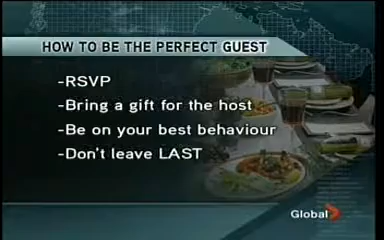 HOW TO BE THE PERFECT GUEST
-RSVP
-Bring a gift for the host
-Be on your best behaviour
-Don't leave LAST
Global